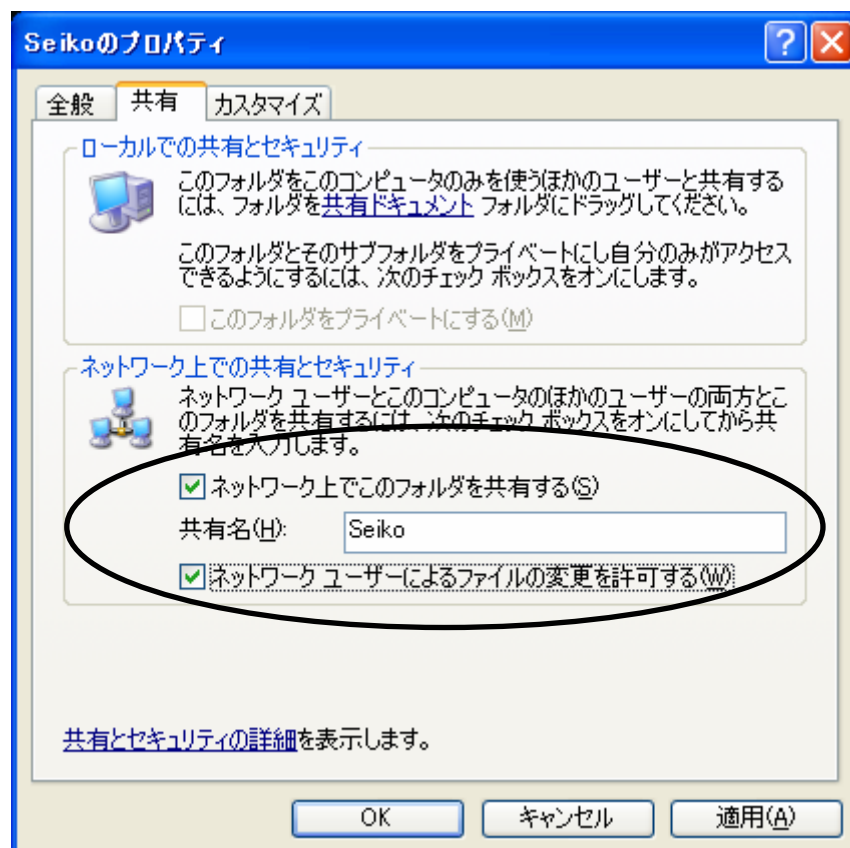 Seikoのプロパティ
全般 共有 カスタマイズ
ローカルでの共有とセキュリティ
このフォルダをこのコンピュータのみを使うほかのユーザーと共有する
には、フォルダを共有ドキュメント フォルダにドラッグしてください。
このフォルダとそのサブフォルダをプライベートにし自分のみがアクセス
できるようにするには、次のチェック ボックスをオンにします。
このフォルダをプライベートにする(M)
ネットワーク上での共有とセキュリティ
ネットワーク ユーザーとこのコンピュータのほかのユーザーの両方とこ
のフォルダを共有するには、次のチェック ボックスをオンにしてから共
有名を入力します。
ネットワーク上でこのフォルダを共有する(S)
共有名(H): Seiko
ネットワーク ユーザーによるファイルの変更を許可する(W)
共有とセキュリティの詳細を表示します。
OK キャンセル 適用(A)